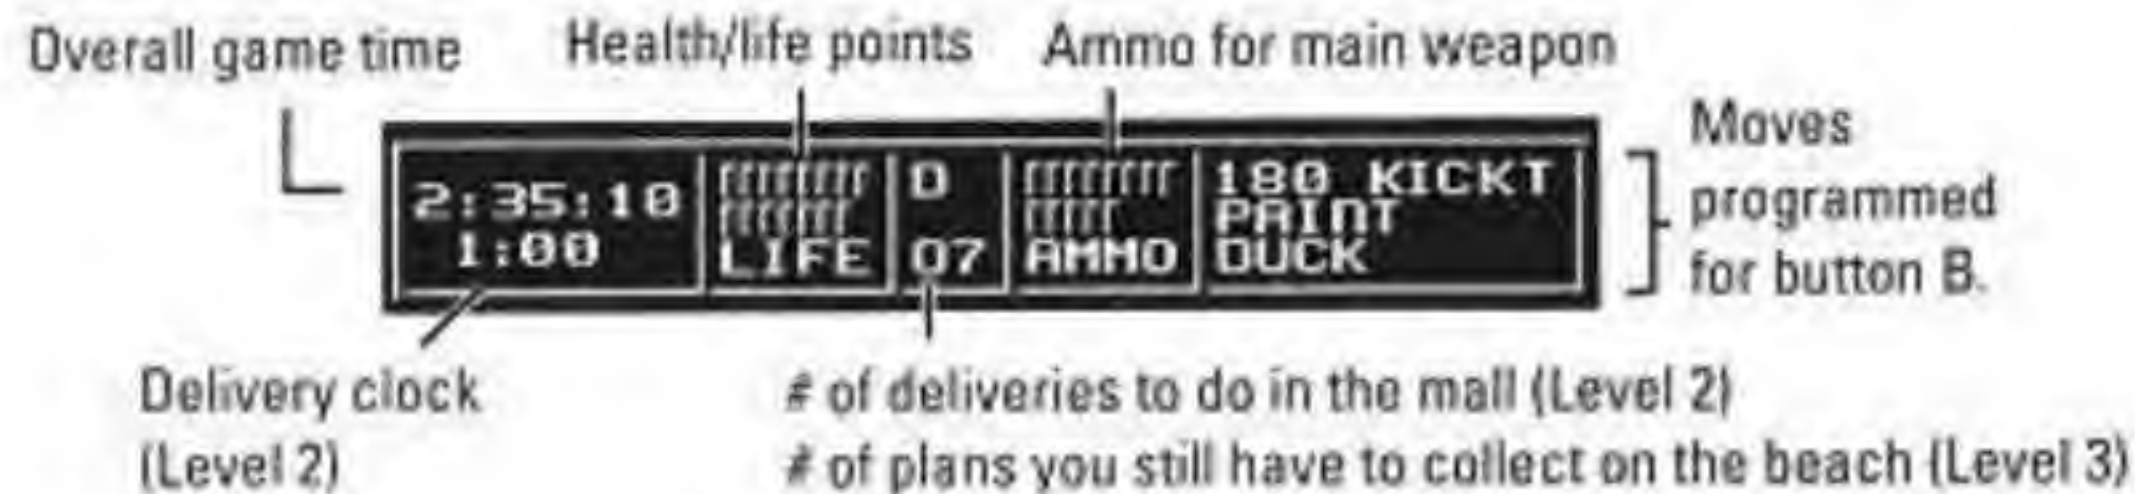 Overall game time
Health/life points
Ammo for main weapon
Moves
programmed
for button B.
2:35:10
1:00
LIFE
D
07
AMMO
180 KICKT
PAINT
DUCK
Delivery clock
(Level 2)
# of deliveries to do in the mall (Level 2)
# of plans you still have to collect on the beach (Level 3)